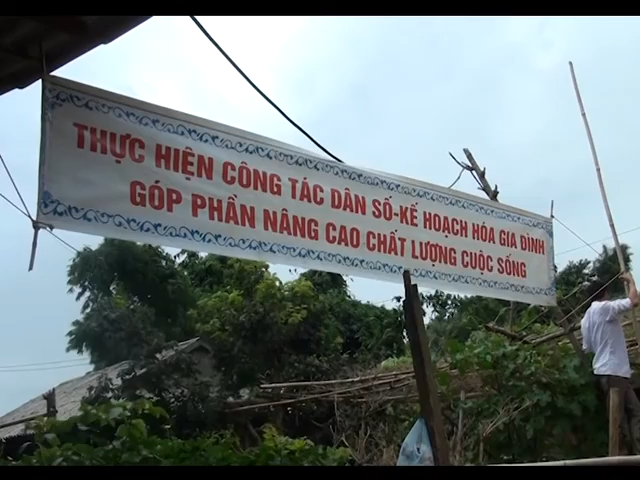 THỰC HIỆN CÔNG TÁC DÂN SỐ-KẾ HOẠCH HÓA GIA ĐÌNH
GÓP PHẦN NÂNG CAO CHẤT LƯỢNG CUỘC SỐNG